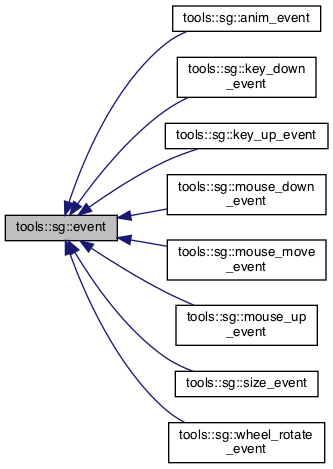 tools::sg::anim_event
tools::sg::key_down
_event
tools::sg::key_up_event
tools::sg::mouse_down
_event
tools::sg::event
tools::sg::mouse_move
_event
tools::sg::mouse_up
_event
tools::sg::size_event
tools::sg::wheel_rotate
_event